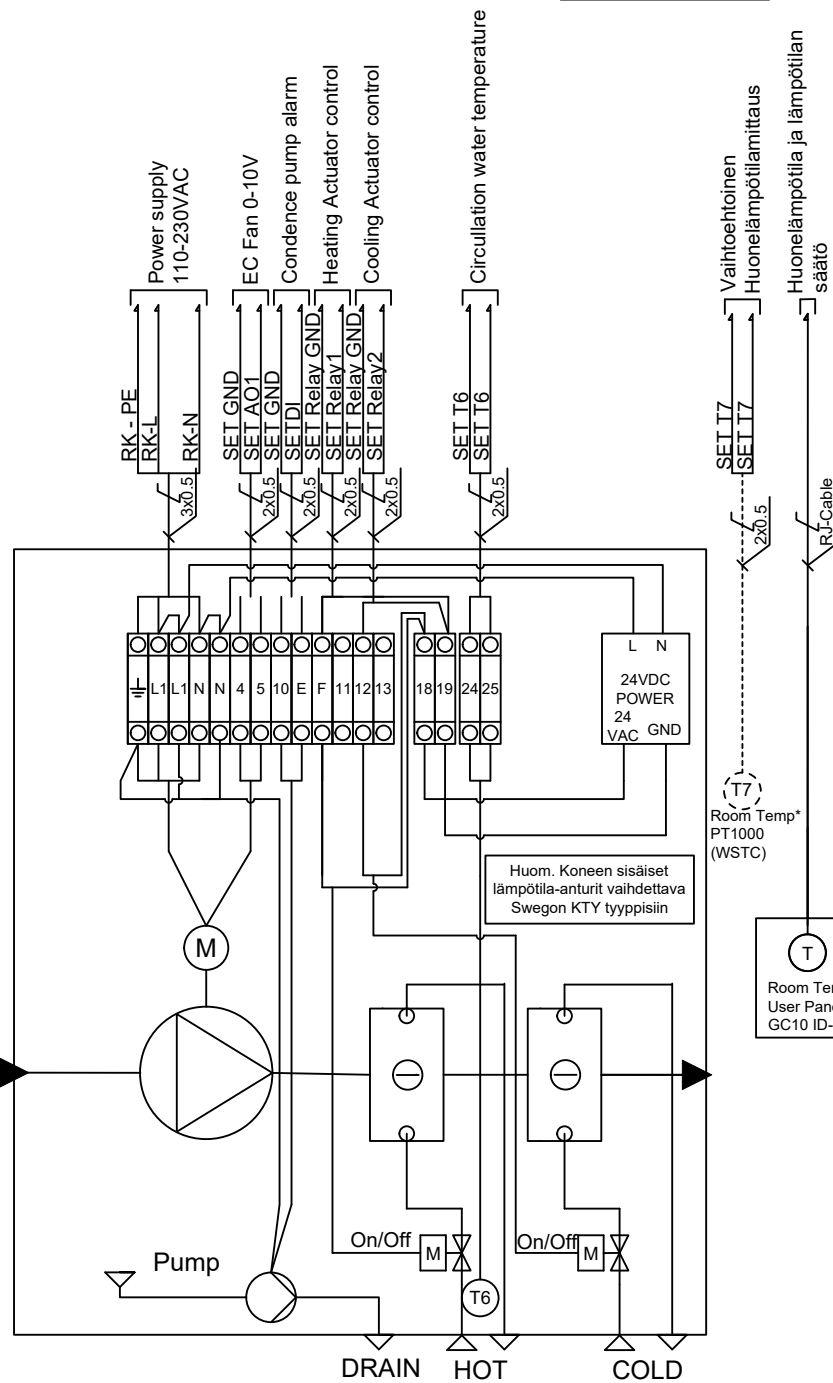 Power supply
110-230VAC
EC Fan 0-10V
Condence pump alarm
Heating Actuator control
Cooling Actuator control
Circullation water temperature
Vaihtoehtoinen
Huonelämpötilamittaus
Huonelämpötila ja lämpötilan
säätö
RK - PE
RK-L
RK-N
SET GND
SET AO1
SET GND
SETDI
SET Relay GND
SET Relay1
SET Relay GND
SET Relay2
SET T6
SET T6
SET T7
SET T7
3x0.5
2x0.5
2x0.5
2x0.5
2x0.5
2x0.5
2x0.5
RJ-Cable
L1
L1
N
N
4
5
10
E
F
11
12
13
18
19
24
25
L N
24VDC
POWER
24
VAC GND
T7
Room Temp*
PT1000
(WSTC)
Huom. Koneen sisäiset
lämpötila-anturit vaihdettava
Swegon KTY tyyppisiin
M
T
User
GC10 ID-
On/Off
M
On/Off
M
Pump
T6
DRAIN
HOT
COLD